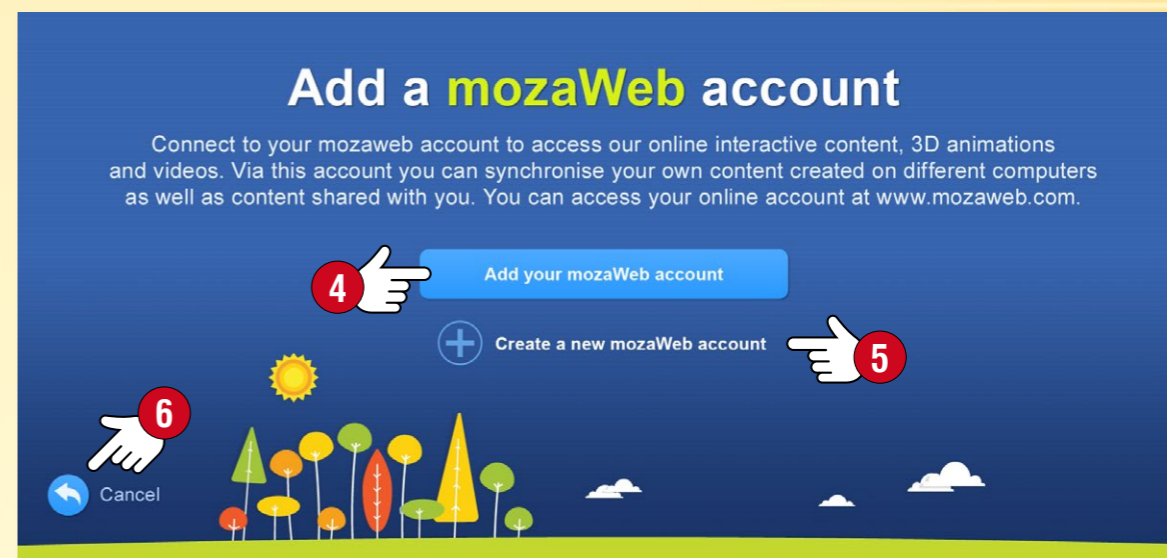 Add a mozaWeb account
Connect to your mozaweb account to access our online interactive content, 3D animations
and videos. Via this account you can synchronise your own content created on different computers
as well as content shared with you. You can access your online account at www.mozaweb.com.
4
Add your mozaWeb account
Create a new mozaWeb account
5
6
Cancel